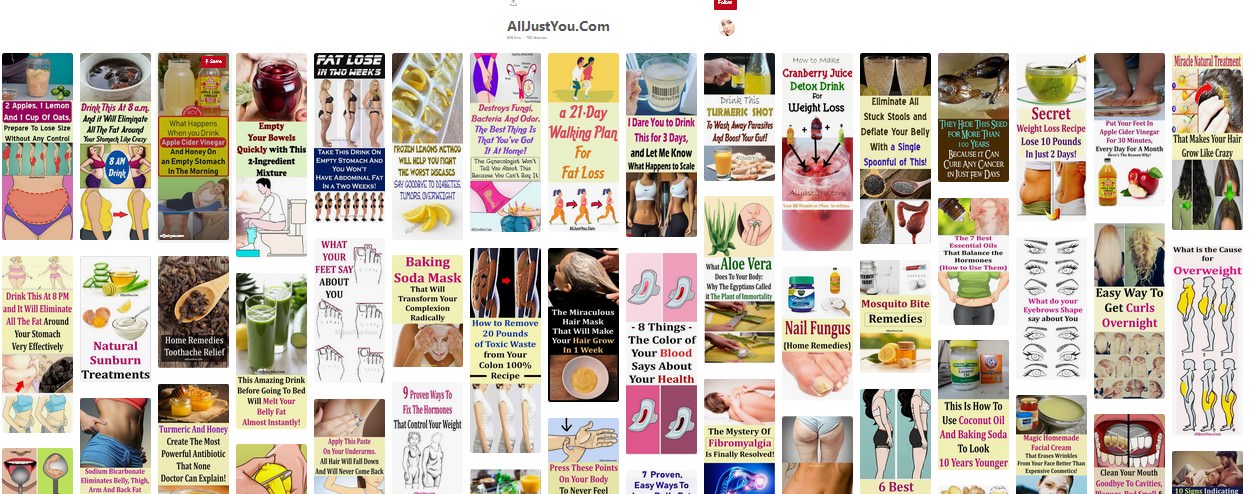 Follow
AllJustYou.Com
2 Apples, 1 Lemon
And 1 Cup Of Oats,
Prepare To Lose Size
Without Any Control
Drink This At 8 PM
and It Will Eliminate
All The Fat Around
Your Stomach
Very Effectively
Drink This At 8 a.m.
And it Will Eliminate
All The Fat Around
Your Stomach Like Crazy
8 AM
Drink
Natural
Sunburn
Treatments
Sodium Bicarbonate
Eliminates Belly, Thigh,
Arm And Back Fat
Save
What Happens
When you Drink
Apple Cider Vinegar
And Honey On
an Empty Stomach
In The Morning
Home Remedies
Toothache Relief
Turmeric And Honey
Create The Most
Powerful Antibiotic
That None
Doctor Can Explain!
Empty
Your Bowels
Quickly with This
2-Ingredient
Mixture
This Amazing Drink
Before Going To Bed
Will Melt Your
Belly Fat
Almost Instantly!
FAT LOSE
IN TWO WEEKS
Take This Drink On
Empty Stomach And
You Won't
Have Abdominal Fat
In a Two Weeks!
WHAT
YOUR
FEET SAY
ABOUT
YOU
Apply This Paste
On Your Underarms.
All Hair Will Fall Down
And Will Never Come Back
FROZEN LEMONS METHOD
WILL HELP YOU FIGHT
THE WORST DISEASES
SAY GOODBYE TO DIABETES,
TUMORS, OVERWEIGHT
Baking
Soda Mask
That Will
Transform Your
Complexion
Radically
9 Proven Ways To
Fix The Hormones
That Control Your Weight
Destroys Fungi,
Bacteria And Odor.
The Best Thing Is
That You've Got
It At Home!
The Gynecologist Won't
Tell You About This
Because You Can't Buy It
How to Remove
20 Pounds
of Toxic Waste
from Your
Colon 100%
Recipe
a 21-Day
Walking Plan
For
Fat Loss
AllJustYou.Com
The Miraculous
Hair Mask
That Will Make
Your Hair Grow
In 1 Week
Press These Points
On Your Body
To Never Feel
I Dare You to Drink
This for 3 Days,
and Let Me Know
What Happens to Scale
- 8 Things -
The Color of
Your Blood
Says About
Your Health
7 Proven,
Easy Ways To
Drink This
TURMERIC SHOT
To Wash Away Parasites
And Boost Your Gut!
What Aloe Vera
Does To Your Body:
Why The Egyptians Called
it The Plant of Immortality
The Mystery Of
Fibromyalgia
Is Finally Resolved!
How to Make
Cranberry Juice
Detox Drink
For
Weight Loss
Nail Fungus
{Home Remedies}
Eliminate All
Stuck Stools and
Deflate Your Belly
With a Single
Spoonful of This!
Mosquito Bite
Remedies
6 Best
They Hide This Seed
for More Than
100 Years
Because it Can
Cure Any Cancer
in Just Few Days
The 7 Best
Essential Oils
That Balance the
Hormones
(How to Use Them)
This Is How To
Use Coconut Oil
And Baking Soda
To Look
10 Years Younger
Secret
Weight Loss Recipe
Lose 10 Pounds
In Just 2 Days!
What do your
Eyebrows Shape
say about You
Magic Homemade
Facial Cream
That Erases Wrinkles
From Your Face Better Than
Expensive Cosmetics!
Put Your Feet In
Apple Cider Vinegar
For 30 Minutes,
Every Day For A Month
Here's The Reason Why!
Easy Way To
Get Curls
Overnight
Clean Your Mouth
Goodbye To Cavities,
Miracle Natural Treatment
That Makes Your Hair
Grow Like Crazy
What is the Cause
for
Overweight
AllJustYou.Com
10 Signs Indicating